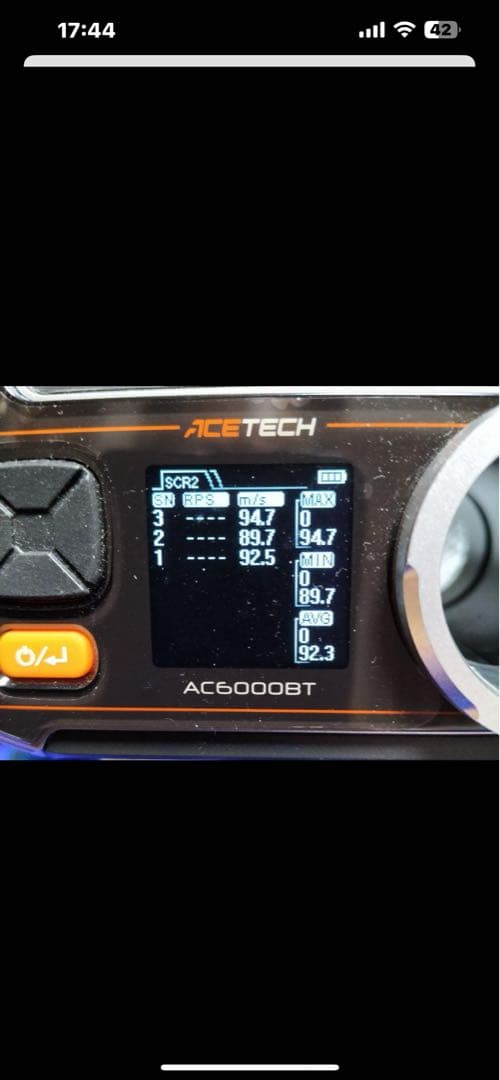 17:44
42
ACETECH
SCR2
SN RPS m/s MAX
3 ---- 94.7 0
2 ---- 89.7 94.7
1 ---- 92.5 MIN
0
89.7
AVG
0
92.3
AC6000BT